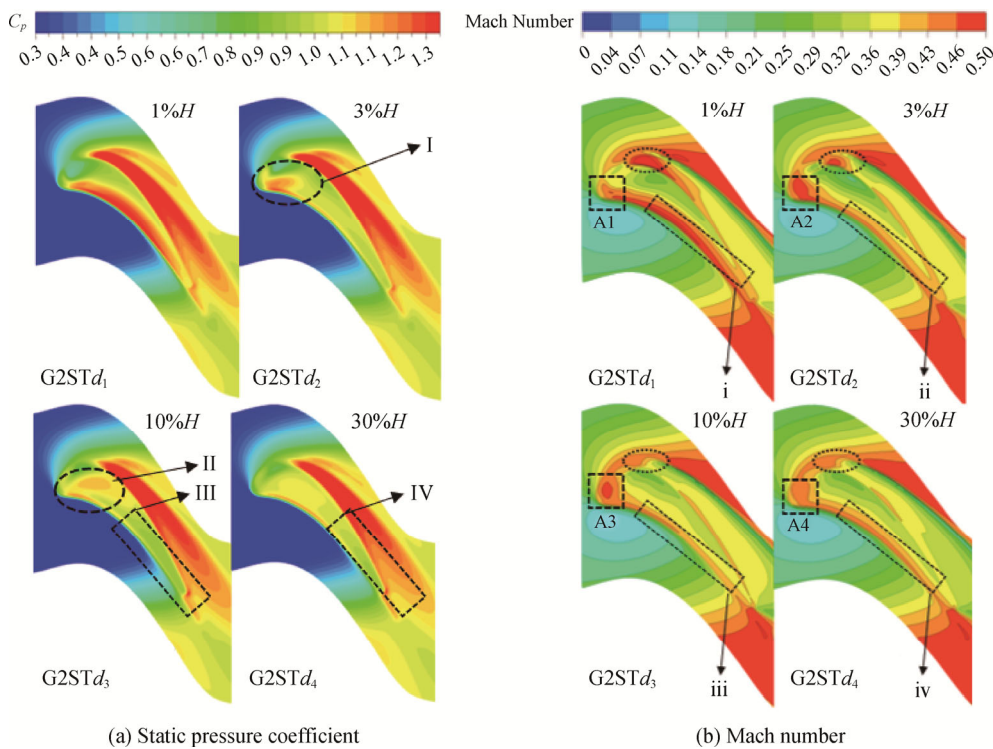 C_p
0.3 0.4 0.4 0.5 0.6 0.6 0.7 0.8 0.9 0.9 1.0 1.1 1.1 1.2 1.3
1%H
3%H
I
G2STd₁
G2STd₂
10%H
30%H
II
III
IV
G2STd₃
G2STd₄
(a) Static pressure coefficient
Mach Number
0 0.04 0.07 0.11 0.14 0.18 0.21 0.25 0.28 0.32 0.36 0.39 0.43 0.46 0.50
1%H
3%H
A1
A2
G2STd₁
i
G2STd₂
ii
10%H
30%H
A3
A4
G2STd₃
iii
G2STd₄
iv
(b) Mach number